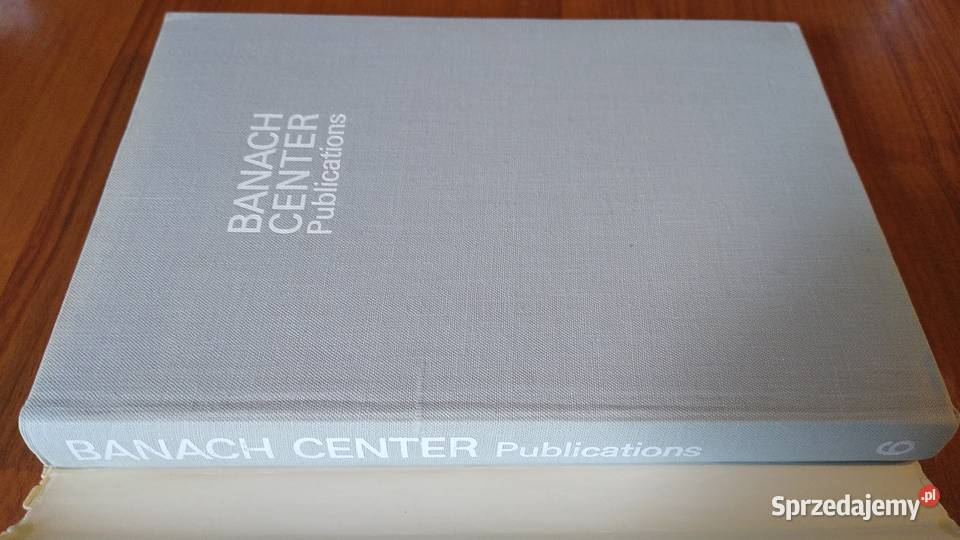 BANACH
CENTER
Publications
BANACH CENTER Publications 6
Sprzedajemy.pl